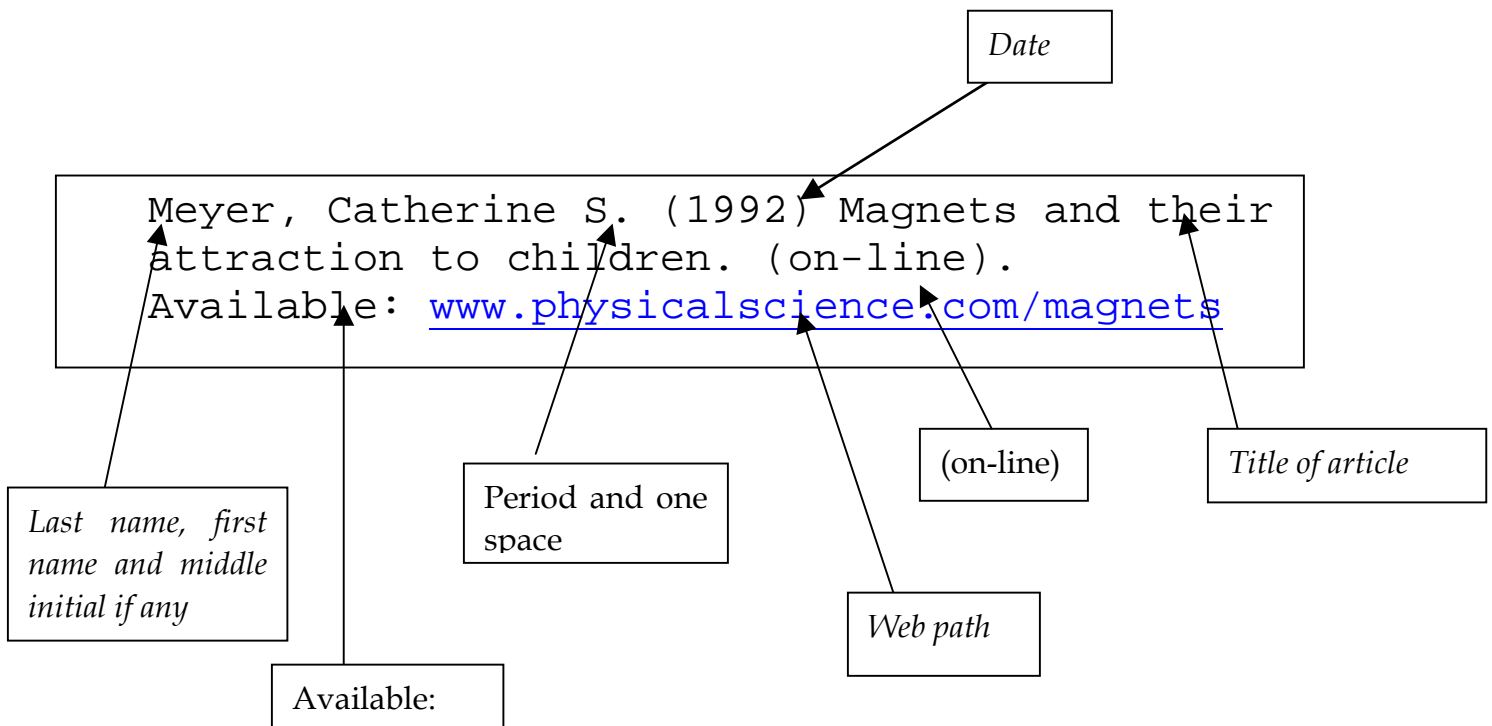 Date
Meyer, Catherine S. (1992) Magnets and their
attraction to children. (on-line).
Available: www.physicalscience.com/magnets
(on-line)
Title of article
Period and one
space
Last name, first
name and middle
initial if any
Web path
Available: